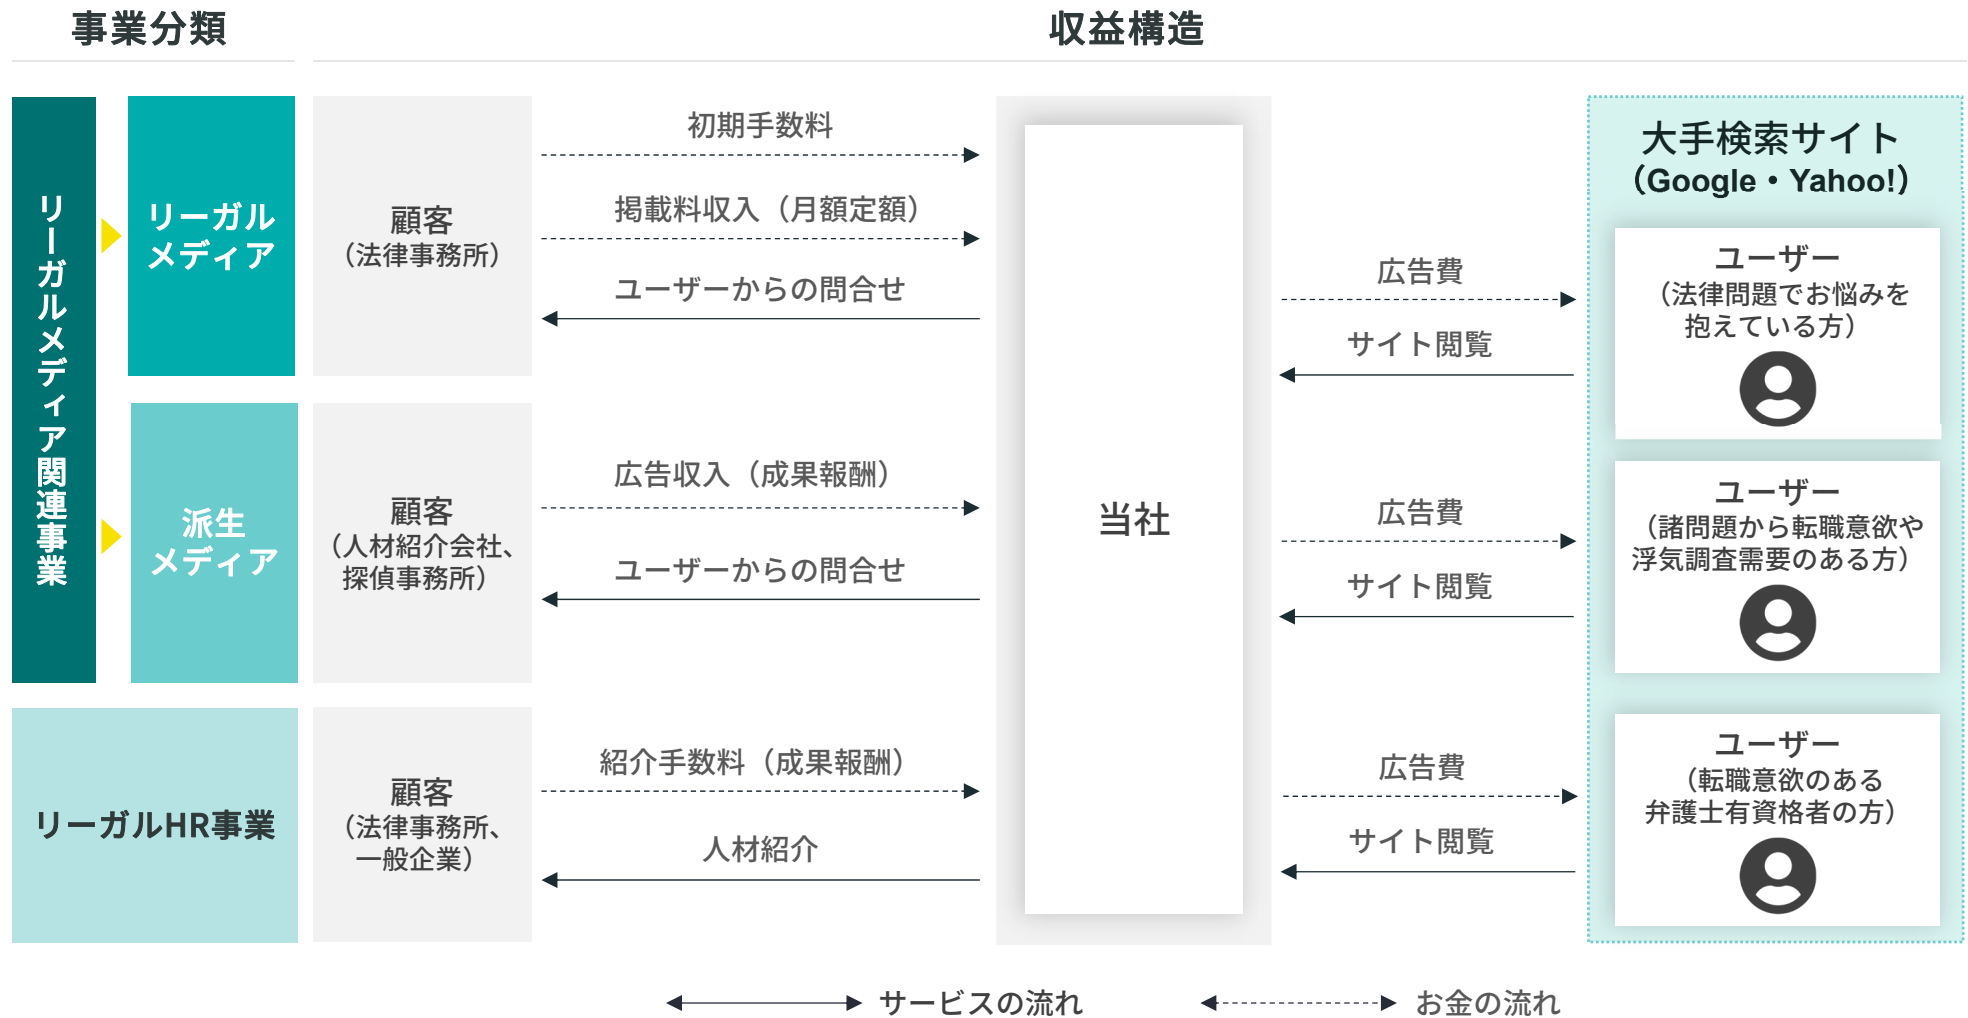 事業分類
収益構造
リーガルメディア関連事業
リーガル
メディア
顧客
（法律事務所）
初期手数料
掲載料収入（月額定額）
ユーザーからの問合せ
派生
メディア
顧客
（人材紹介会社、
探偵事務所）
広告収入（成果報酬）
ユーザーからの問合せ
リーガルHR事業
顧客
（法律事務所、
一般企業）
紹介手数料（成果報酬）
人材紹介
当社
広告費
サイト閲覧
広告費
サイト閲覧
広告費
サイト閲覧
大手検索サイト
（Google・Yahoo!）
ユーザー
（法律問題でお悩みを
抱えている方）
ユーザー
（諸問題から転職意欲や
浮気調査需要のある方）
ユーザー
（転職意欲のある
弁護士有資格者の方）
サービスの流れ
お金の流れ